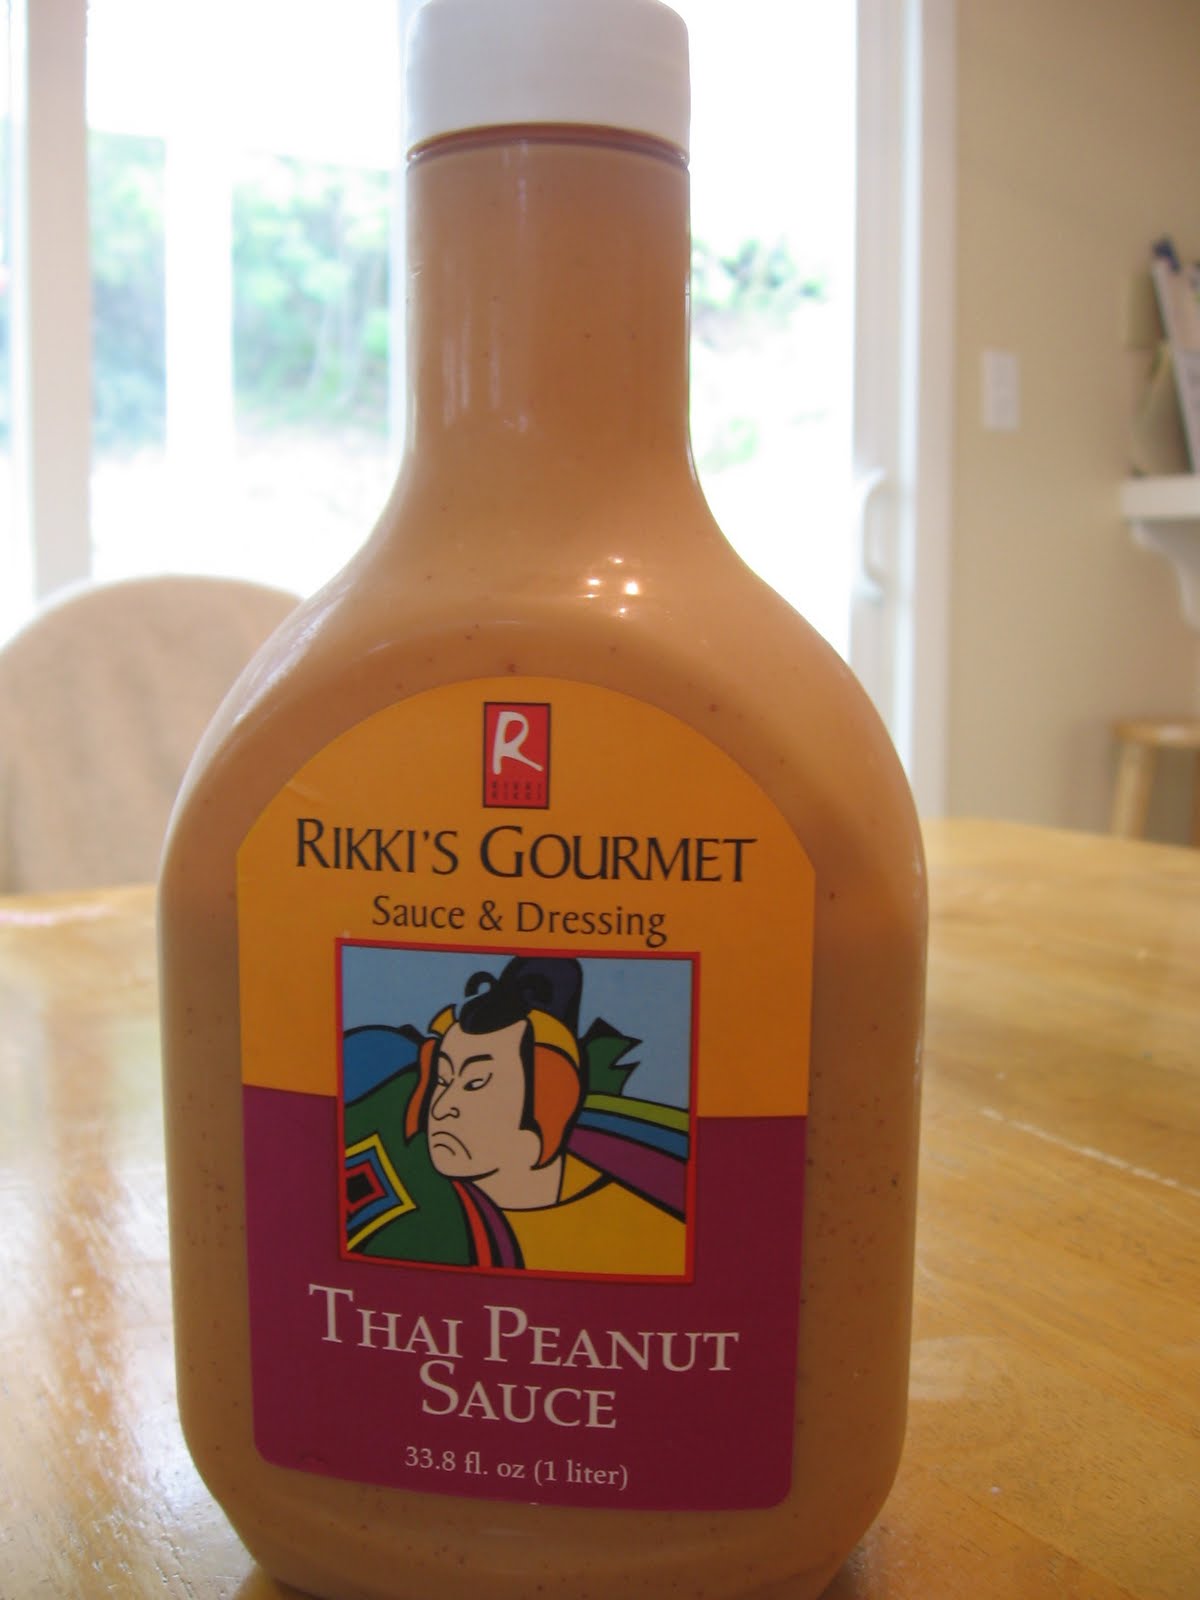 R
RIKKI'S GOURMET
Sauce & Dressing
THAI PEANUT
SAUCE
33.8 fl. oz (1 liter)